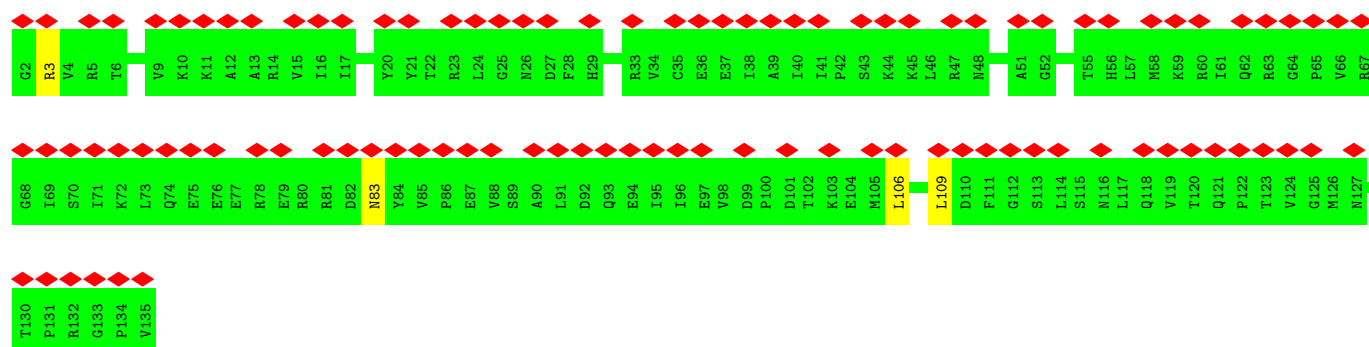 G2 R3 V4 R5 T6 V9 K10 K11 A12 A13 R14 V15 I16 I17 Y20 Y21 T22 R23 L24 G25 N26 D27 F28 H29 R33 V34 C35 E36 E37 I38 A39 I40 I41 P42 S43 K44 K45 L46 R47 N48 A51 G52 T55 H56 L57 M58 K59 R60 I61 Q62 R63 G64 P65 V66 R67
G68 I69 S70 I71 K72 L73 Q74 E75 E76 E77 R78 E79 R80 R81 D82 N83 Y84 V85 P86 E87 V88 S89 A90 L91 D92 Q93 E94 I95 I96 E97 V98 D99 P100 D101 T102 K103 E104 M105 L106 L109 D110 F111 G112 S113 L114 S115 N116 L117 Q118 V119 T120 Q121 P122 T123 V124 G125 M126 N127
T130 P131 R132 G133 P134 V135